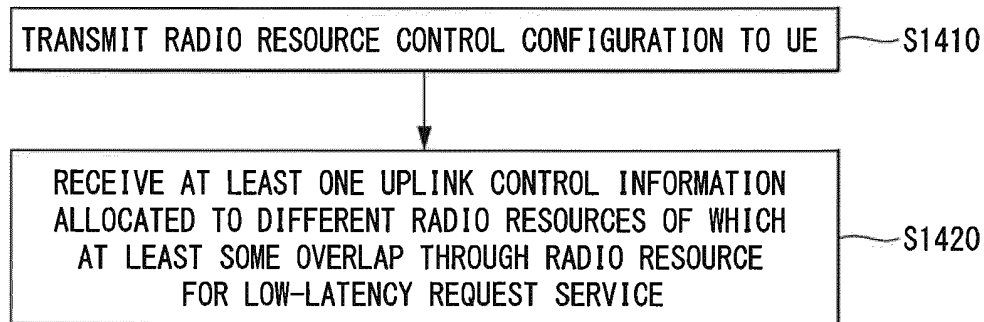 TRANSMIT RADIO RESOURCE CONTROL CONFIGURATION TO UE
S1410
RECEIVE AT LEAST ONE UPLINK CONTROL INFORMATION
ALLOCATED TO DIFFERENT RADIO RESOURCES OF WHICH
AT LEAST SOME OVERLAP THROUGH RADIO RESOURCE
FOR LOW-LATENCY REQUEST SERVICE
S1420